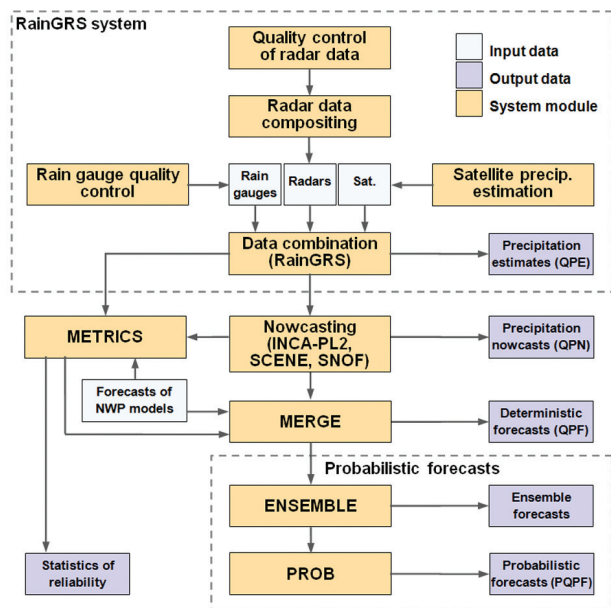 RainGRS system
Quality control
of radar data
Input data
Output data
System module
Radar data
compositing
Rain gauge quality
control
Rain
gauges
Radars
Sat.
Satellite precip.
estimation
Data combination
(RainGRS)
Precipitation
estimates (QPE)
METRICS
Nowcasting
(INCA-PL2,
SCENE, SNOF)
Precipitation
nowcasts (QPN)
Forecasts of
NWP models
MERGE
Deterministic
forecasts (QPF)
Probabilistic forecasts
ENSEMBLE
Ensemble
forecasts
Statistics of
reliability
PROB
Probabilistic
forecasts (PQPF)